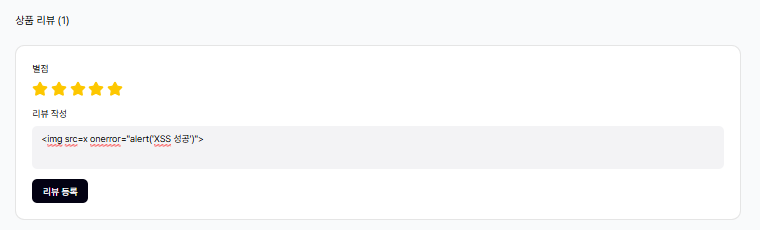 상품 리뷰 (1)
별점
리뷰 작성
<img src=x onerror="alert('XSS 성공')">
리뷰 등록